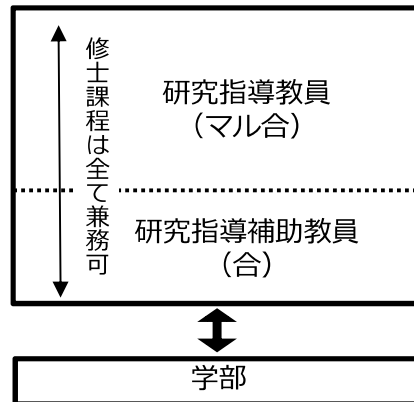 修士課程は全て兼務可
研究指導教員
（マル合）
研究指導補助教員
（合）
学部